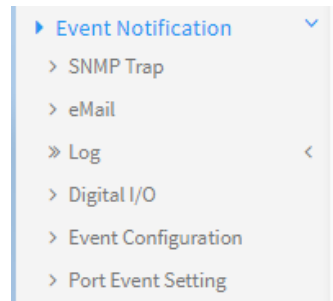 Event Notification
SNMP Trap
eMail
Log
Digital I/O
Event Configuration
Port Event Setting